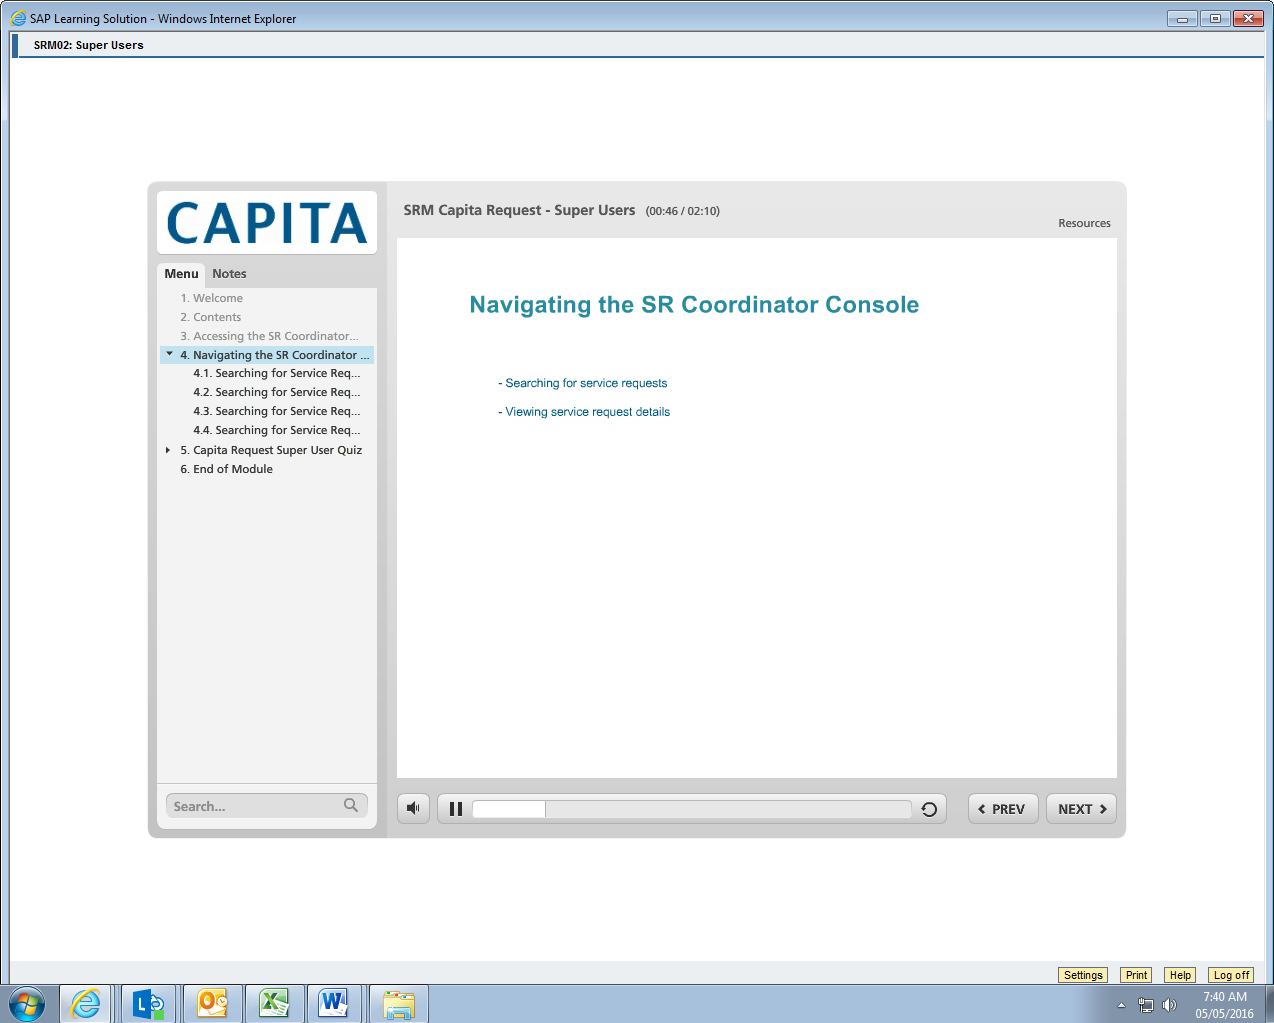 SAP Learning Solution - Windows Internet Explorer
SRM02: Super Users
CAPITA
SRM Capita Request - Super Users (00:46 / 02:10)
Resources
Menu Notes
1. Welcome
2. Contents
3. Accessing the SR Coordinator...
4. Navigating the SR Coordinator ...
4.1. Searching for Service Req...
4.2. Searching for Service Req...
4.3. Searching for Service Req...
4.4. Searching for Service Req...
5. Capita Request Super User Quiz
6. End of Module
Navigating the SR Coordinator Console
- Searching for service requests
- Viewing service request details
Search...
PREV NEXT
Settings Print Help Log off
7:40 AM
05/05/2016